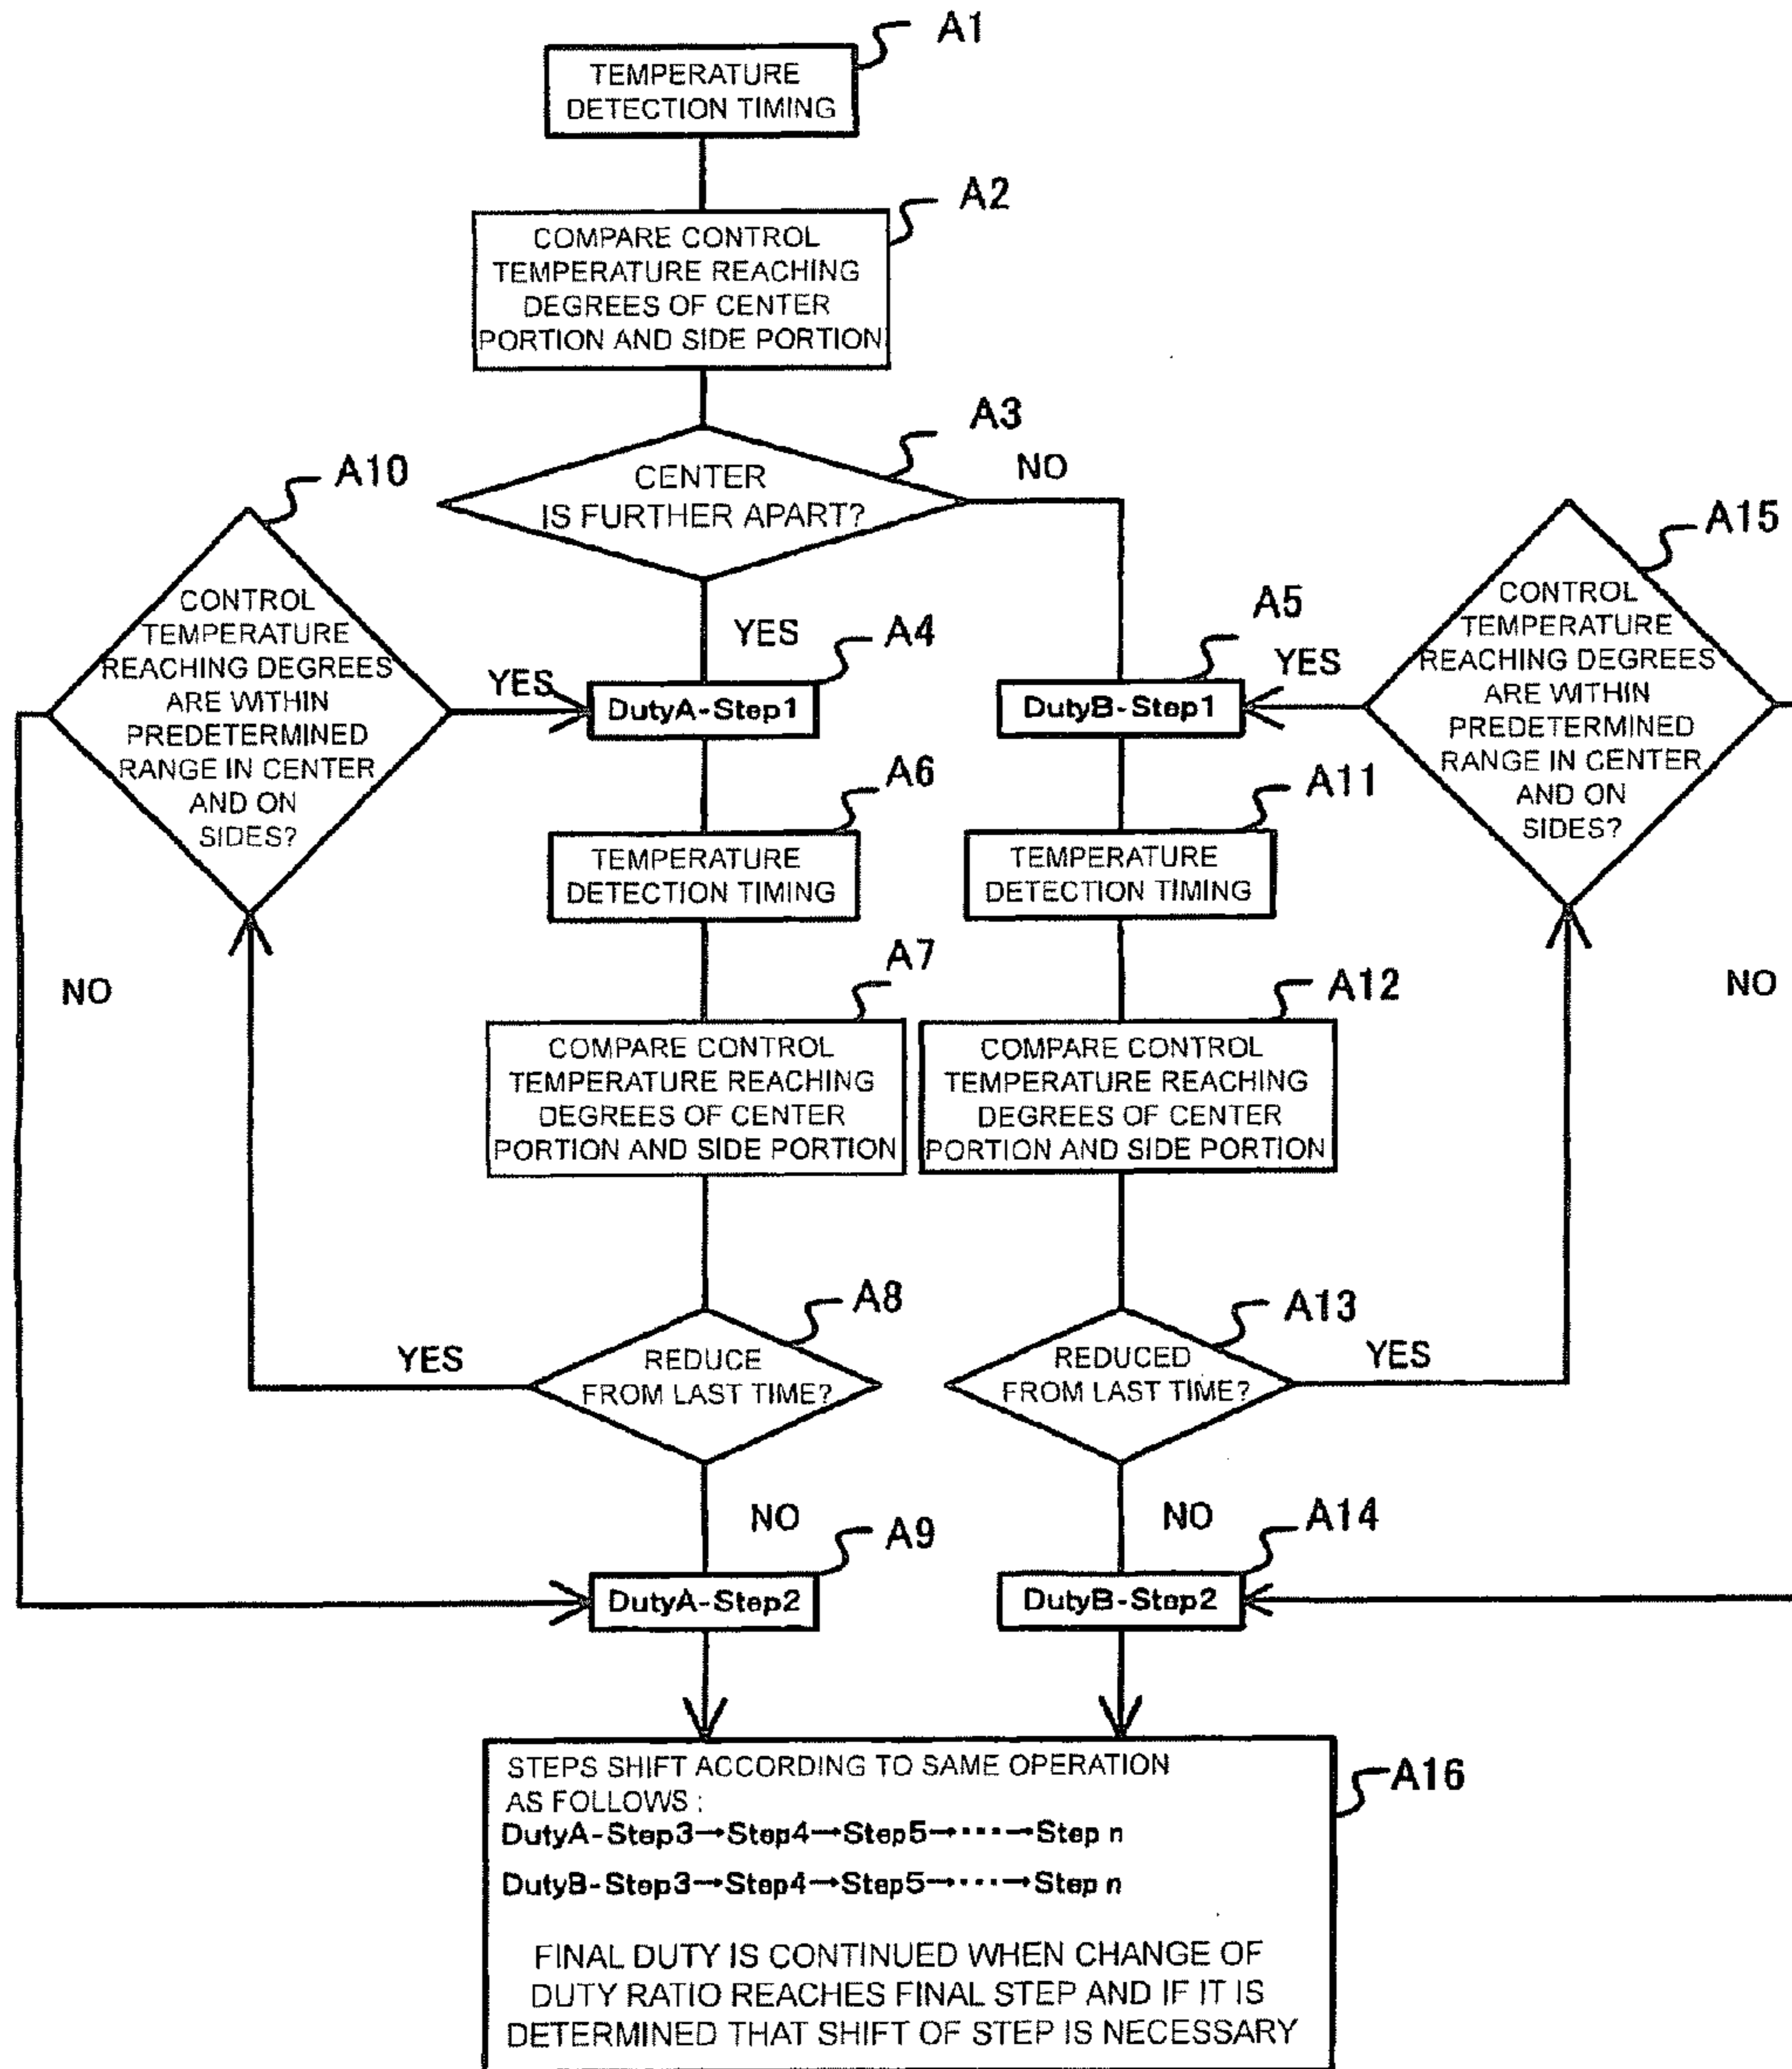 A1
TEMPERATURE
DETECTION TIMING
A2
COMPARE CONTROL
TEMPERATURE REACHING
DEGREES OF CENTER
PORTION AND SIDE PORTION
A3
CENTER
IS FURTHER APART?
NO
YES
A10
CONTROL
TEMPERATURE
REACHING DEGREES
ARE WITHIN
PREDETERMINED
RANGE IN CENTER
AND ON
SIDES?
YES
NO
A4
DutyA-Step1
A5
DutyB-Step1
A15
CONTROL
TEMPERATURE
REACHING DEGREES
ARE WITHIN
PREDETERMINED
RANGE IN CENTER
AND ON
SIDES?
YES
NO
A6
TEMPERATURE
DETECTION TIMING
A11
TEMPERATURE
DETECTION TIMING
A7
COMPARE CONTROL
TEMPERATURE REACHING
DEGREES OF CENTER
PORTION AND SIDE PORTION
A12
COMPARE CONTROL
TEMPERATURE REACHING
DEGREES OF CENTER
PORTION AND SIDE PORTION
A8
REDUCE
FROM LAST TIME?
YES
NO
A13
REDUCED
FROM LAST TIME?
YES
NO
A9
DutyA-Step2
A14
DutyB-Step2
A16
STEPS SHIFT ACCORDING TO SAME OPERATION
AS FOLLOWS :
DutyA-Step3→Step4→Step5→····→Step n
DutyB-Step3→Step4→Step5→····→Step n
FINAL DUTY IS CONTINUED WHEN CHANGE OF
DUTY RATIO REACHES FINAL STEP AND IF IT IS
DETERMINED THAT SHIFT OF STEP IS NECESSARY